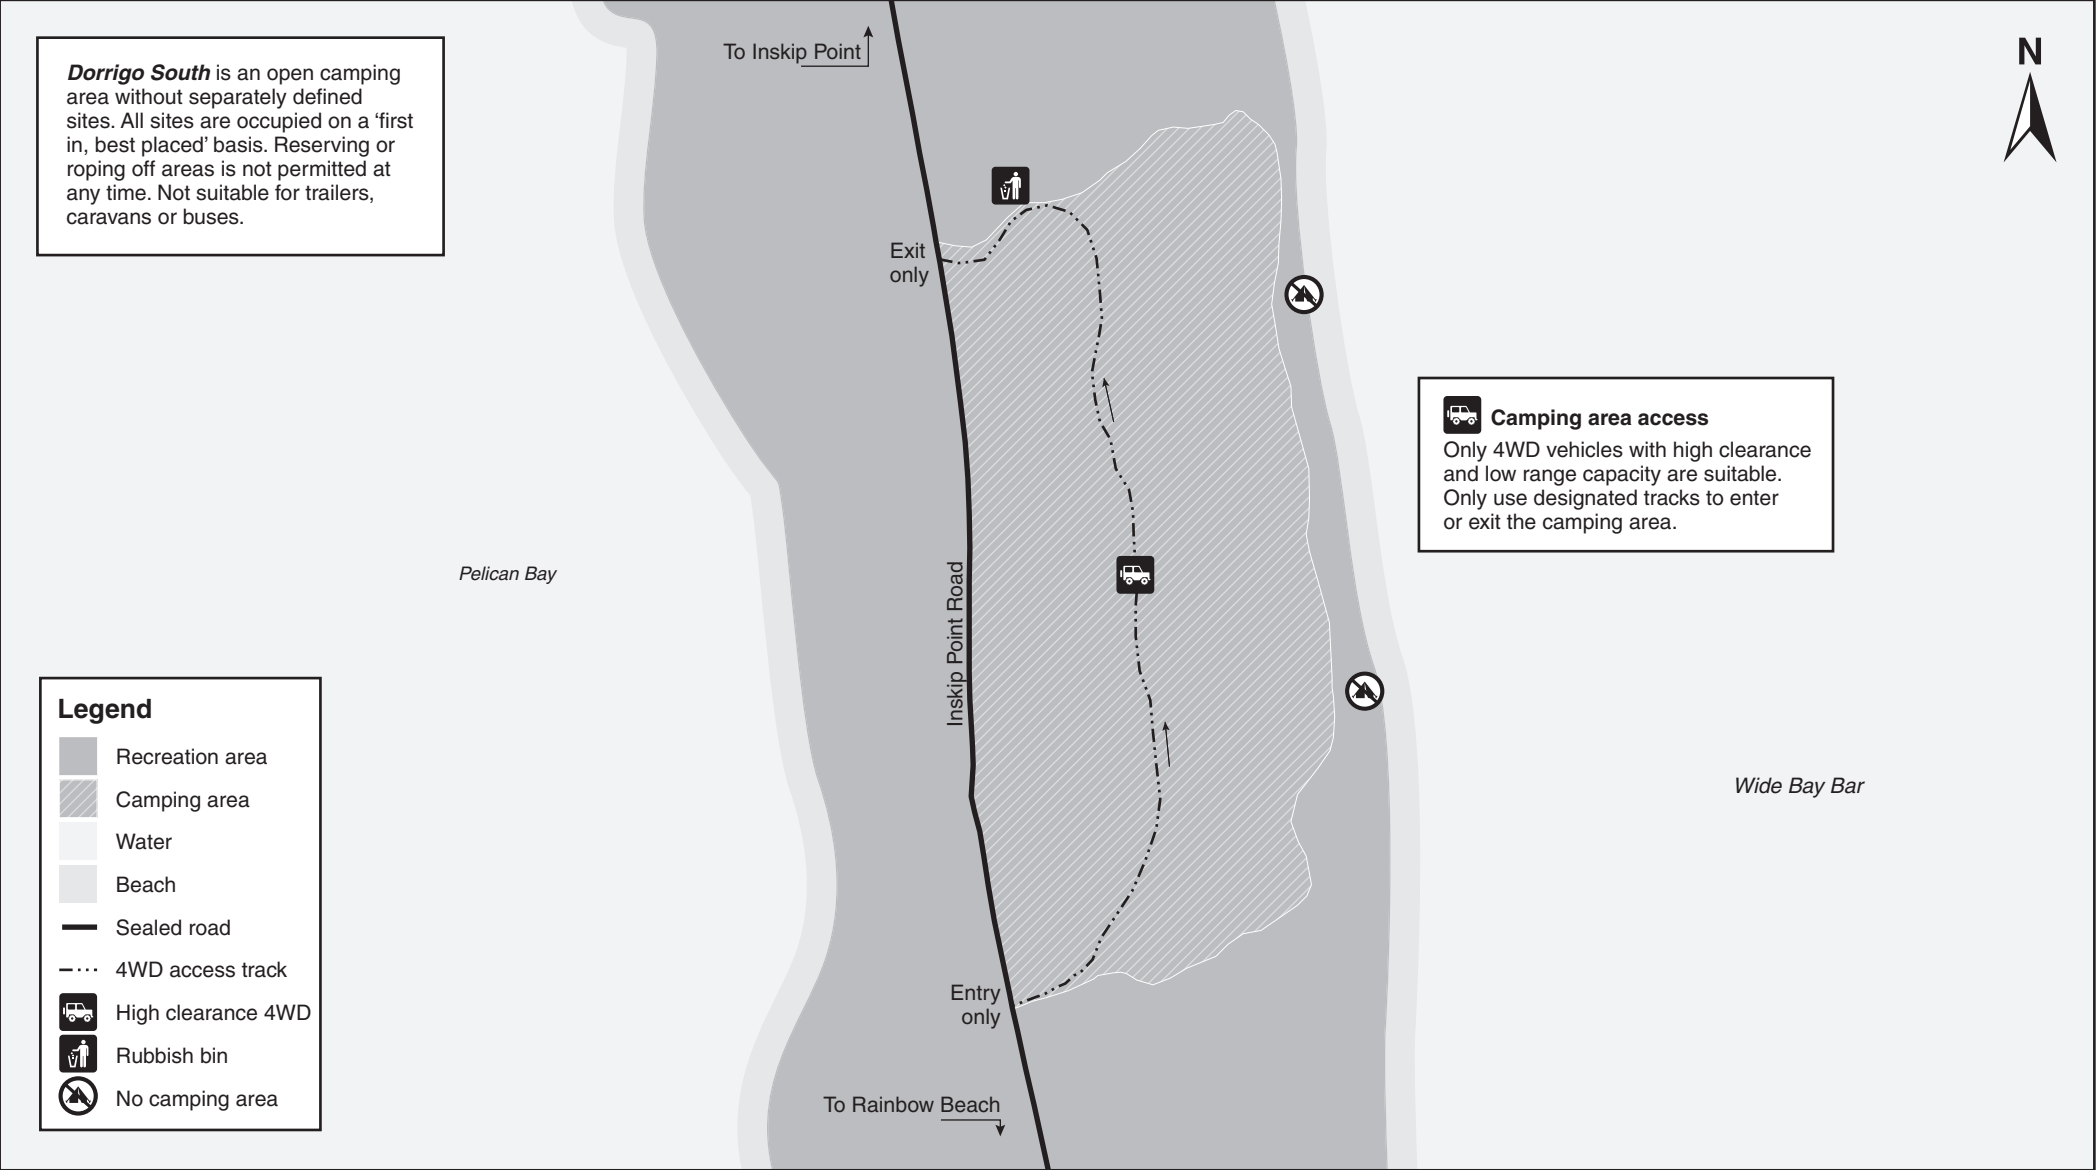 Dorrigo South is an open camping
area without separately defined
sites. All sites are occupied on a ‘first
in, best placed’ basis. Reserving or
roping off areas is not permitted at
any time. Not suitable for trailers,
caravans or buses.
To Inskip Point
N
Exit
only
Camping area access
Only 4WD vehicles with high clearance
and low range capacity are suitable.
Only use designated tracks to enter
or exit the camping area.
Pelican Bay
Inskip Point Road
Wide Bay Bar
Legend
Recreation area
Camping area
Water
Beach
Sealed road
4WD access track
High clearance 4WD
Rubbish bin
No camping area
Entry
only
To Rainbow Beach